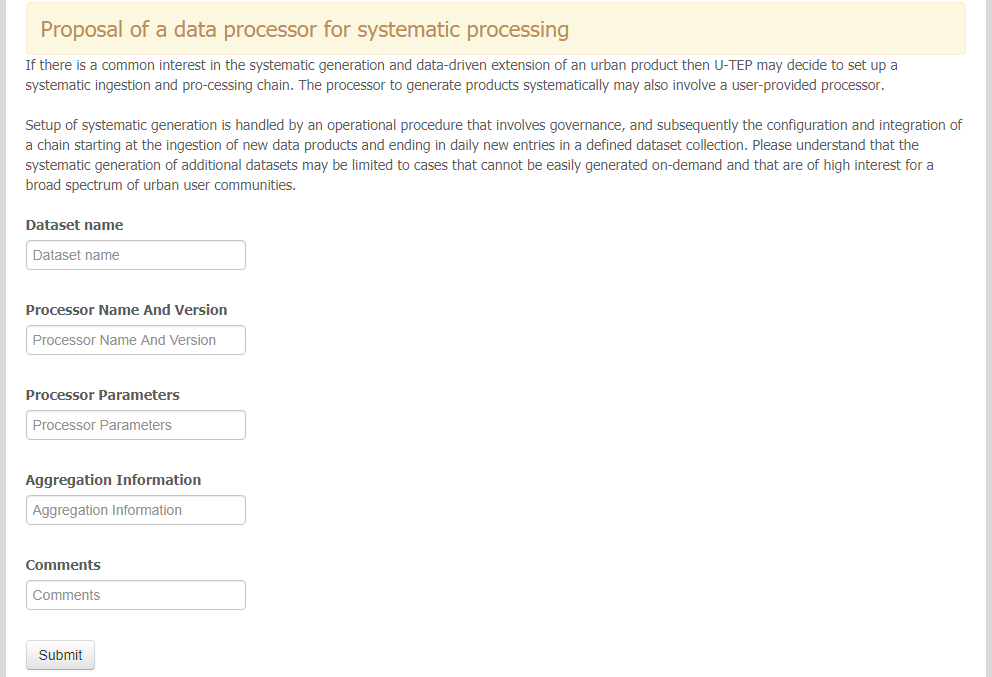 Proposal of a data processor for systematic processing
If there is a common interest in the systematic generation and data-driven extension of an urban product then U-TEP may decide to set up a
systematic ingestion and pro-cessing chain. The processor to generate products systematically may also involve a user-provided processor.
Setup of systematic generation is handled by an operational procedure that involves governance, and subsequently the configuration and integration of
a chain starting at the ingestion of new data products and ending in daily new entries in a defined dataset collection. Please understand that the
systematic generation of additional datasets may be limited to cases that cannot be easily generated on-demand and that are of high interest for a
broad spectrum of urban user communities.
Dataset name
Dataset name
Processor Name And Version
Processor Name And Version
Processor Parameters
Processor Parameters
Aggregation Information
Aggregation Information
Comments
Comments
Submit